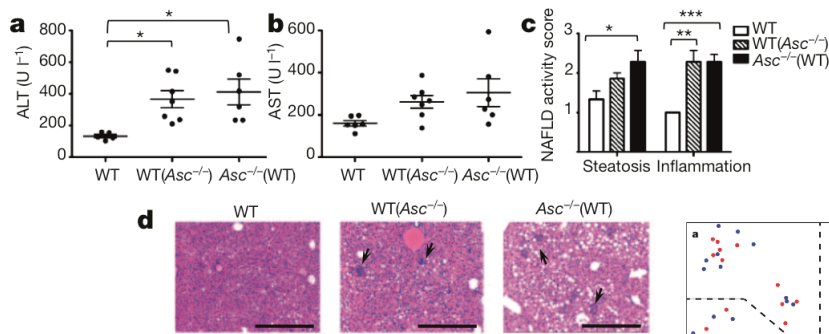 a
*
*
800
600
400
200
0
ALT (U l⁻¹)
WT WT(Asc⁻/⁻) Asc⁻/⁻(WT)
b
600
400
200
0
AST (U l⁻¹)
WT WT(Asc⁻/⁻) Asc⁻/⁻(WT)
c
WT
WT(Asc⁻/⁻)
Asc⁻/⁻(WT)
*
***
**
4
3
2
1
NAFLD activity score
Steatosis Inflammation
d
WT WT(Asc⁻/⁻) Asc⁻/⁻(WT)
a